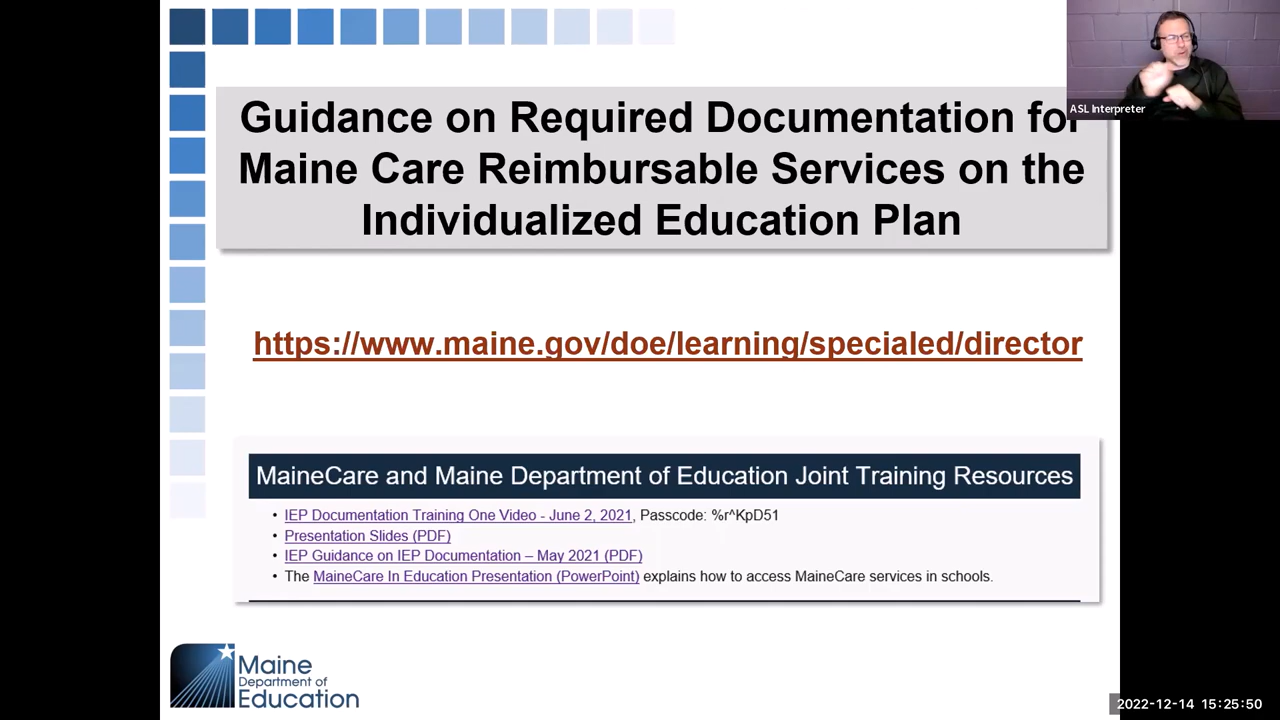 Guidance on Required Documentation for
Maine Care Reimbursable Services on the
Individualized Education Plan
ASL Interpreter
https://www.maine.gov/doe/learning/specialed/director
MaineCare and Maine Department of Education Joint Training Resources
• IEP Documentation Training One Video - June 2, 2021, Passcode: %r^KpD51
• Presentation Slides (PDF)
• IEP Guidance on IEP Documentation – May 2021 (PDF)
• The MaineCare In Education Presentation (PowerPoint) explains how to access MaineCare services in schools.
Maine
Department of
Education
2022-12-14 15:25:50